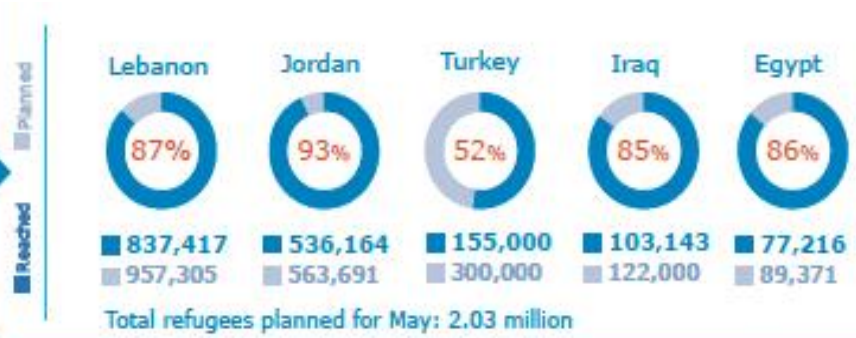 Planned
Reached
Lebanon Jordan Turkey Iraq Egypt
87% 93% 52% 85% 86%
837,417 536,164 155,000 103,143 77,216
957,305 563,691 300,000 122,000 89,371
Total refugees planned for May: 2.03 million